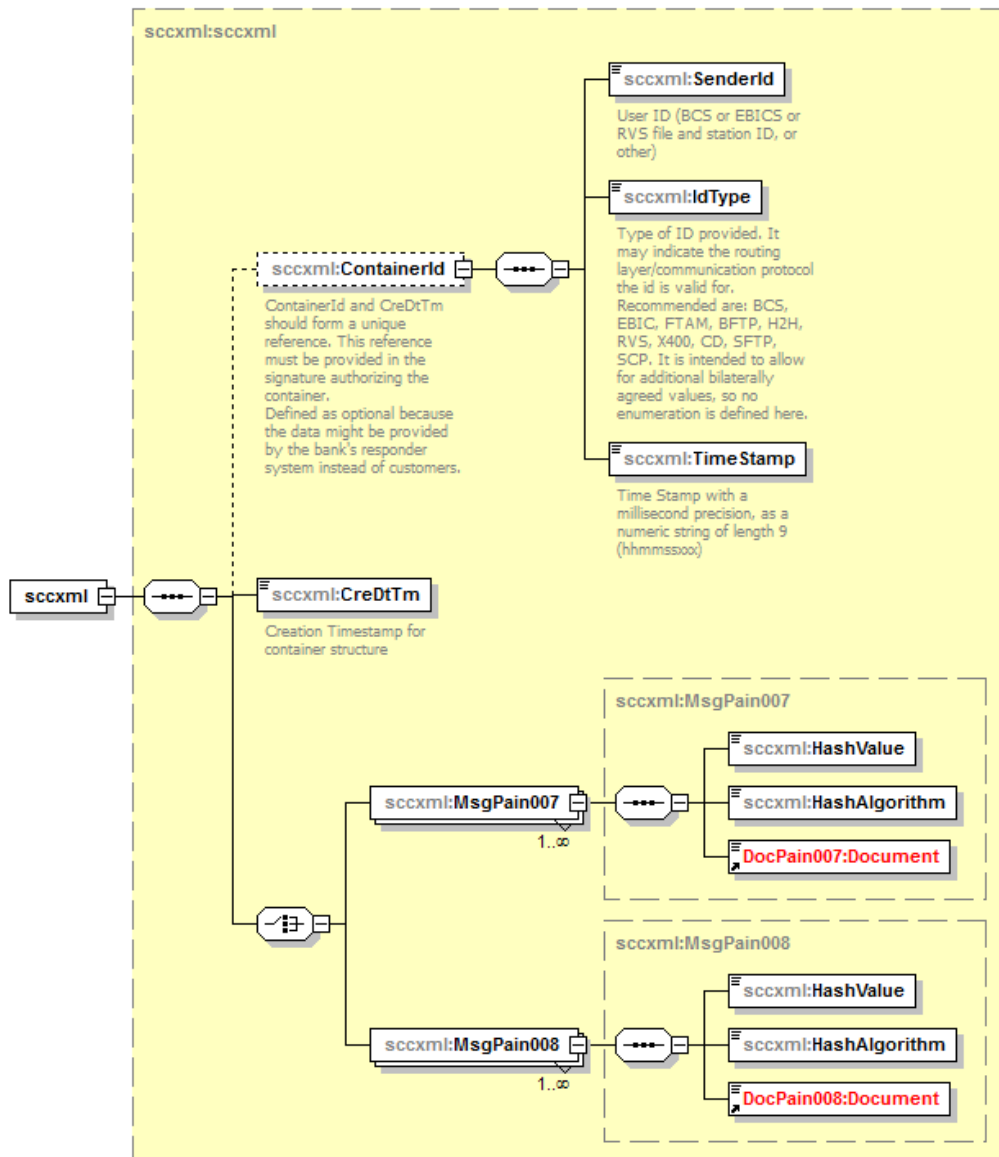 sccxml:sccxml
sccxml:SenderId
User ID (BCS or EBICS or
RVS file and station ID, or
other)
sccxml:IdType
Type of ID provided. It
may indicate the routing
layer/communication protocol
the id is valid for.
Recommended are: BCS,
EBIC, FTAM, BFTP, H2H,
RVS, X400, CD, SFTP,
SCP. It is intended to allow
for additional bilaterally
agreed values, so no
enumeration is defined here.
sccxml:ContainerId
ContainerId and CreDtTm
should form a unique
reference. This reference
must be provided in the
signature authorizing the
container.
Defined as optional because
the data might be provided
by the bank's responder
system instead of customers.
sccxml:TimeStamp
Time Stamp with a
millisecond precision, as a
numeric string of length 9
(hhmmssxxx)
sccxml
sccxml:CreDtTm
Creation Timestamp for
container structure
sccxml:MsgPain007
sccxml:HashValue
sccxml:MsgPain007
1..∞
sccxml:HashAlgorithm
DocPain007:Document
sccxml:MsgPain008
sccxml:HashValue
sccxml:MsgPain008
1..∞
sccxml:HashAlgorithm
DocPain008:Document